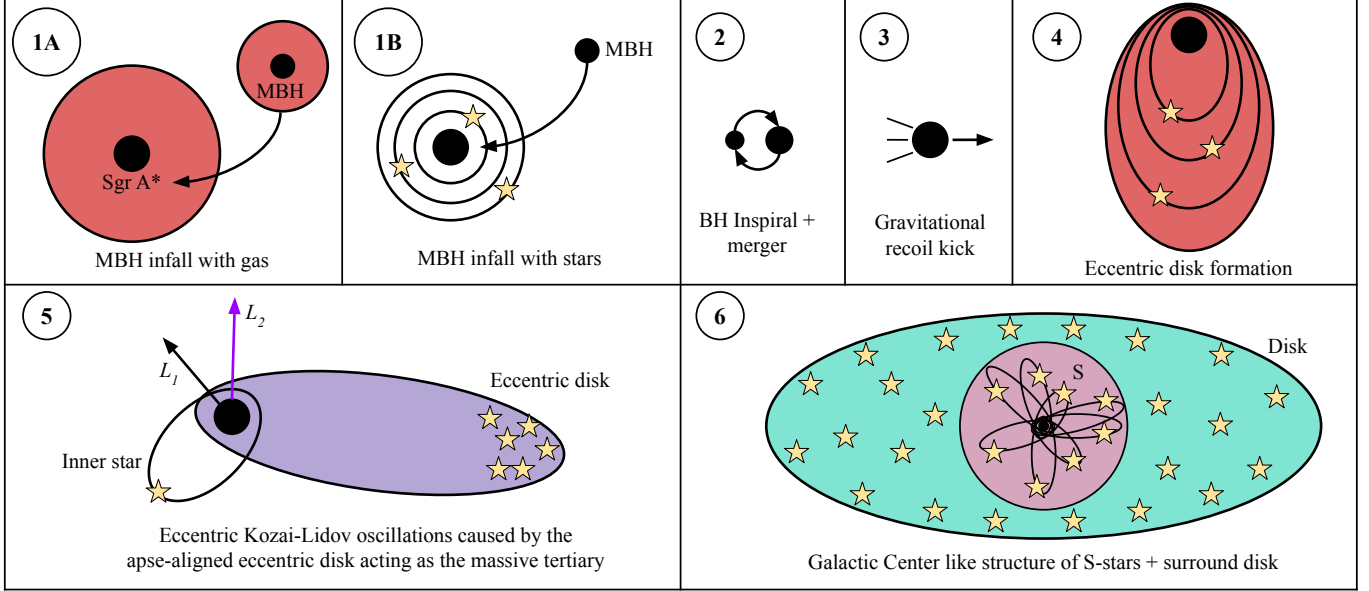 1A
MBH
Sgr A*
MBH infall with gas
1B
MBH
MBH infall with stars
2
BH Inspiral +
merger
3
Gravitational
recoil kick
4
Eccentric disk formation
5
L1
L2
Eccentric disk
Inner star
Eccentric Kozai-Lidov oscillations caused by the
apse-aligned eccentric disk acting as the massive tertiary
6
Disk
S
Galactic Center like structure of S-stars + surround disk